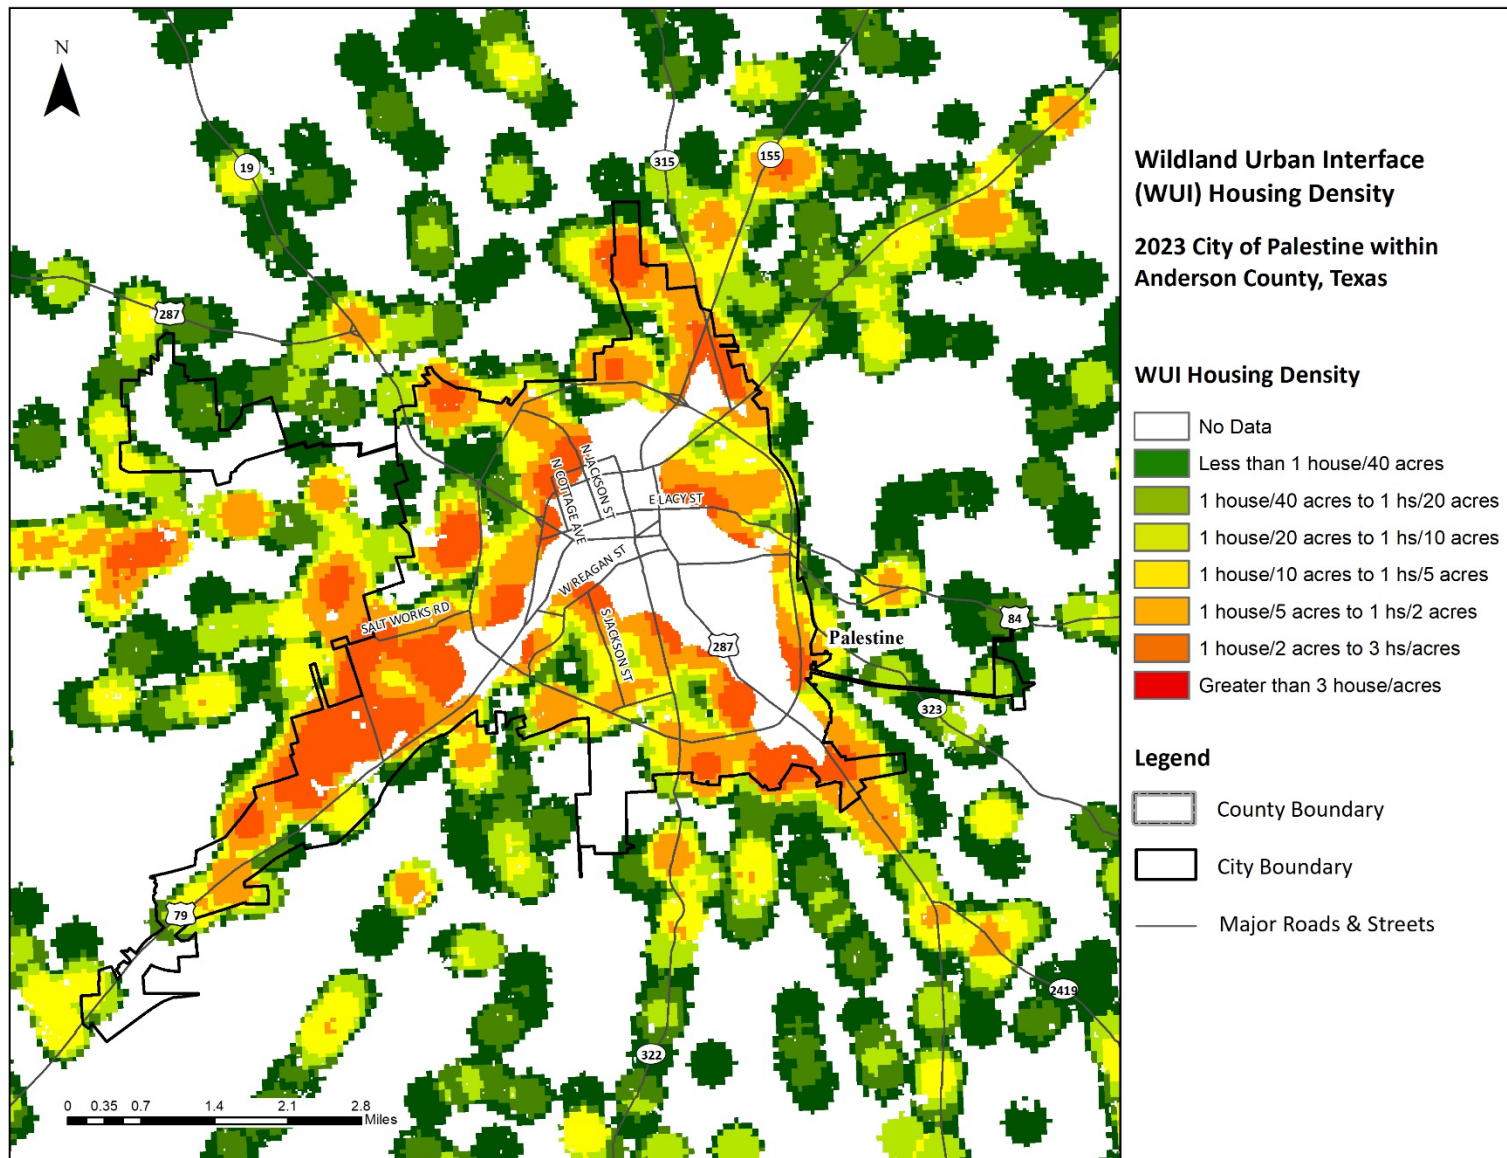 N
19
315
155
287
N JACKSON ST
N COTTAGE AVE
E LACY ST
W REAGAN ST
SALT WORKS RD
S JACKSON ST
287
Palestine
84
323
79
2419
322
0 0.35 0.7 1.4 2.1 2.8
Miles
Wildland Urban Interface
(WUI) Housing Density
2023 City of Palestine within
Anderson County, Texas
WUI Housing Density
No Data
Less than 1 house/40 acres
1 house/40 acres to 1 hs/20 acres
1 house/20 acres to 1 hs/10 acres
1 house/10 acres to 1 hs/5 acres
1 house/5 acres to 1 hs/2 acres
1 house/2 acres to 3 hs/acres
Greater than 3 house/acres
Legend
County Boundary
City Boundary
Major Roads & Streets